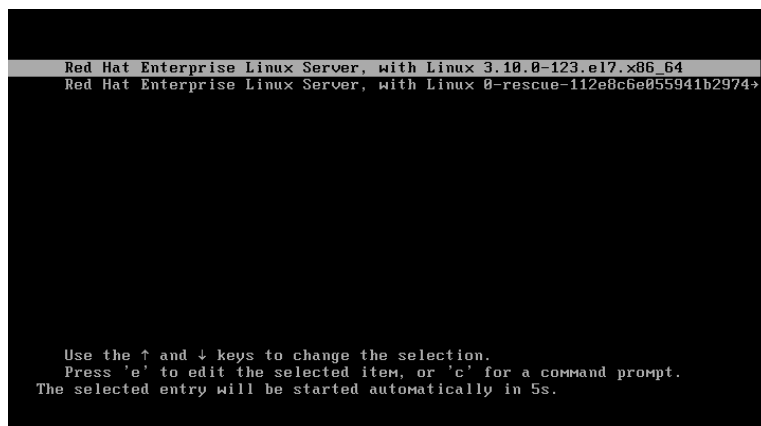 Red Hat Enterprise Linux Server, with Linux 3.10.0-123.el7.x86_64
Red Hat Enterprise Linux Server, with Linux 0-rescue-112e8c6e055941b2974→
Use the ↑ and ↓ keys to change the selection.
Press 'e' to edit the selected item, or 'c' for a command prompt.
The selected entry will be started automatically in 5s.